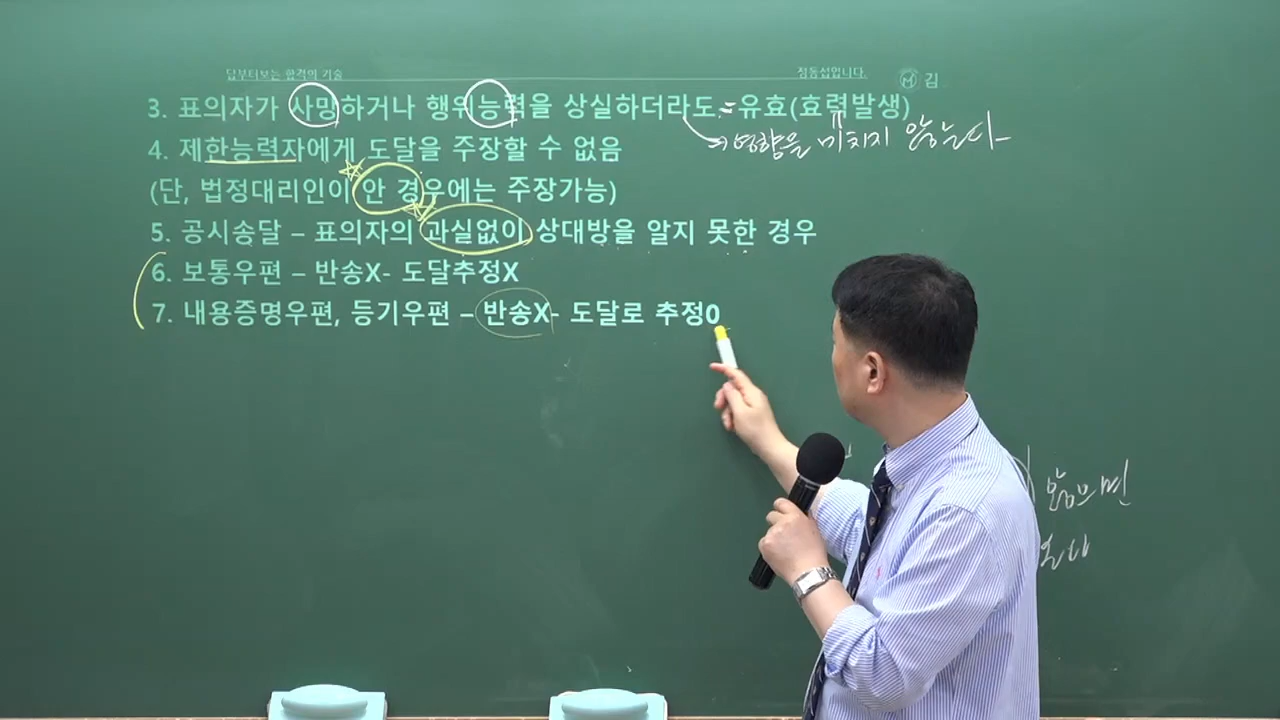 답부터보는 합격의 기술
정동섭입니다. 김
3. 표의자가 사망하거나 행위능력을 상실하더라도 = 유효(효력발생)
→ 영향을 미치지 않는다
4. 제한능력자에게 도달을 주장할 수 없음
(단, 법정대리인이 안 경우에는 주장가능)
5. 공시송달 – 표의자의 과실없이 상대방을 알지 못한 경우
6. 보통우편 – 반송X- 도달추정X
7. 내용증명우편, 등기우편 – 반송X- 도달로 추정0
않으면